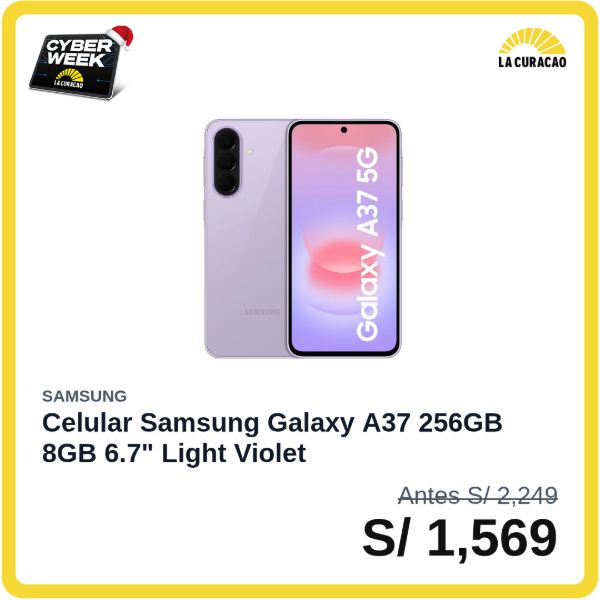 CYBER
WEEK
LA CURACAO
LA CURACAO
Galaxy A37 5G
SAMSUNG
SAMSUNG
Celular Samsung Galaxy A37 256GB
8GB 6.7" Light Violet
Antes S/ 2,249
S/ 1,569